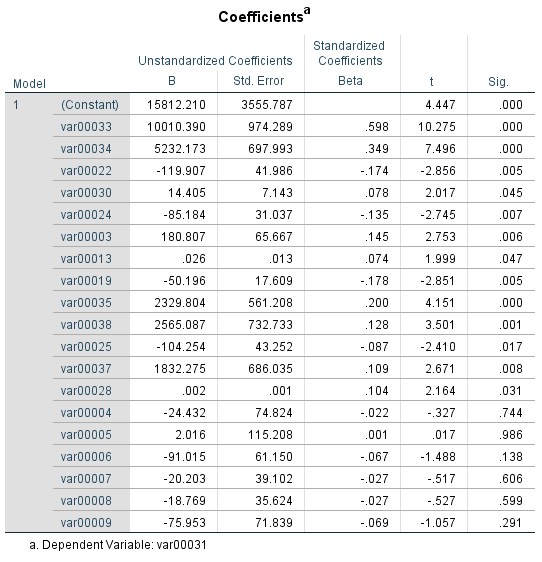 Coefficientsa
Unstandardized Coefficients Standardized Coefficients
Model B Std. Error Beta t Sig.
1 (Constant) 15812.210 3555.787 4.447 .000
var00033 10010.390 974.289 .598 10.275 .000
var00034 5232.173 697.993 .349 7.496 .000
var00022 -119.907 41.986 -.174 -2.856 .005
var00030 14.405 7.143 .078 2.017 .045
var00024 -85.184 31.037 -.135 -2.745 .007
var00003 180.807 65.667 .145 2.753 .006
var00013 .026 .013 .074 1.999 .047
var00019 -50.196 17.609 -.178 -2.851 .005
var00035 2329.804 561.208 .200 4.151 .000
var00038 2565.087 732.733 .128 3.501 .001
var00025 -104.254 43.252 -.087 -2.410 .017
var00037 1832.275 686.035 .109 2.671 .008
var00028 .002 .001 .104 2.164 .031
var00004 -24.432 74.824 -.022 -.327 .744
var00005 2.016 115.208 .001 .017 .986
var00006 -91.015 61.150 -.067 -1.488 .138
var00007 -20.203 39.102 -.027 -.517 .606
var00008 -18.769 35.624 -.027 -.527 .599
var00009 -75.953 71.839 -.069 -1.057 .291
a. Dependent Variable: var00031